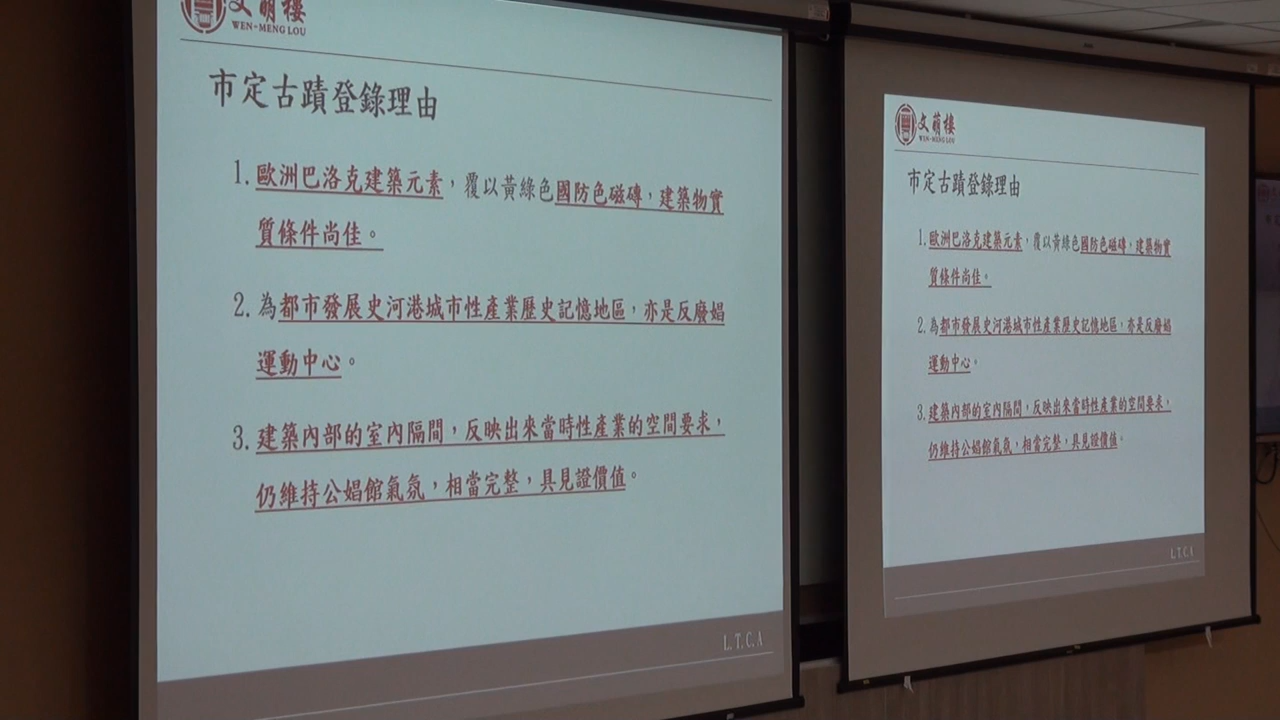 文萌樓
WEN-MENG LOU
市定古蹟登錄理由
1. 歐洲巴洛克建築元素，覆以黃綠色國防色磁磚，建築物實
質條件尚佳。
2. 為都市發展史河港城市性產業歷史記憶地區，亦是反廢娼
運動中心。
3. 建築內部的室內隔間，反映出來當時性產業的空間要求，
仍維持公娼館氣氛，相當完整，具見證價值。
L.T.C.A
文萌樓
WEN-MENG LOU
市定古蹟登錄理由
1. 歐洲巴洛克建築元素，覆以黃綠色國防色磁磚，建築物實
質條件尚佳。
2. 為都市發展史河港城市性產業歷史記憶地區，亦是反廢娼
運動中心。
3. 建築內部的室內隔間，反映出來當時性產業的空間要求，
仍維持公娼館氣氛，相當完整，具見證價值。
L.T.C.A